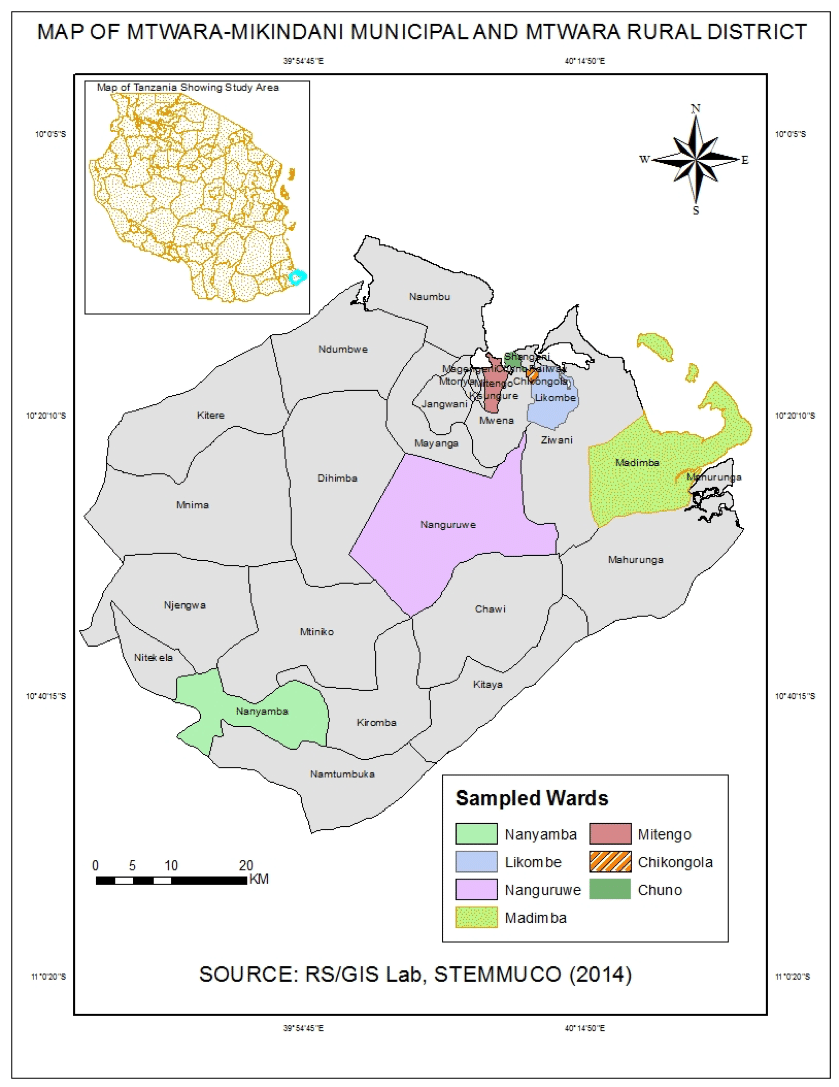 MAP OF MTWARA-MIKINDANI MUNICIPAL AND MTWARA RURAL DISTRICT
39°54'45"E
40°14'50"E
Map of Tanzania Showing Study Area
10°0'5"S
10°0'5"S
N
W
E
S
Naumbu
Ndumbwe
Shangani
Railway
Mtonya
Mitengo
Chikongola
Likombe
Jangwani
Kisungure
10°20'10"S
10°20'10"S
Kitere
Mwena
Mayanga
Ziwani
Madimba
Dihimba
Mahurunga
Mnima
Nanguruwe
Mahurunga
Njengwa
Chawi
Mtiniko
Nitekela
Kitaya
10°40'15"S
10°40'15"S
Nanyamba
Kiromba
Namtumbuka
Sampled Wards
Nanyamba
Mitengo
Likombe
Chikongola
Nanguruwe
Chuno
Madimba
0 5 10 20
KM
SOURCE: RS/GIS Lab, STEMMUCO (2014)
11°0'20"S
11°0'20"S
39°54'45"E
40°14'50"E